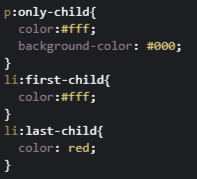 p:only-child{
  color:#fff;
  background-color: #000;
}
li:first-child{
  color:#fff;
}
li:last-child{
  color: red;
}